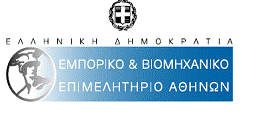 ΕΛΛΗΝΙΚΗ ΔΗΜΟΚΡΑΤΙΑ
ΕΜΠΟΡΙΚΟ & ΒΙΟΜΗΧΑΝΙΚΟ
ΕΠΙΜΕΛΗΤΗΡΙΟ ΑΘΗΝΩΝ